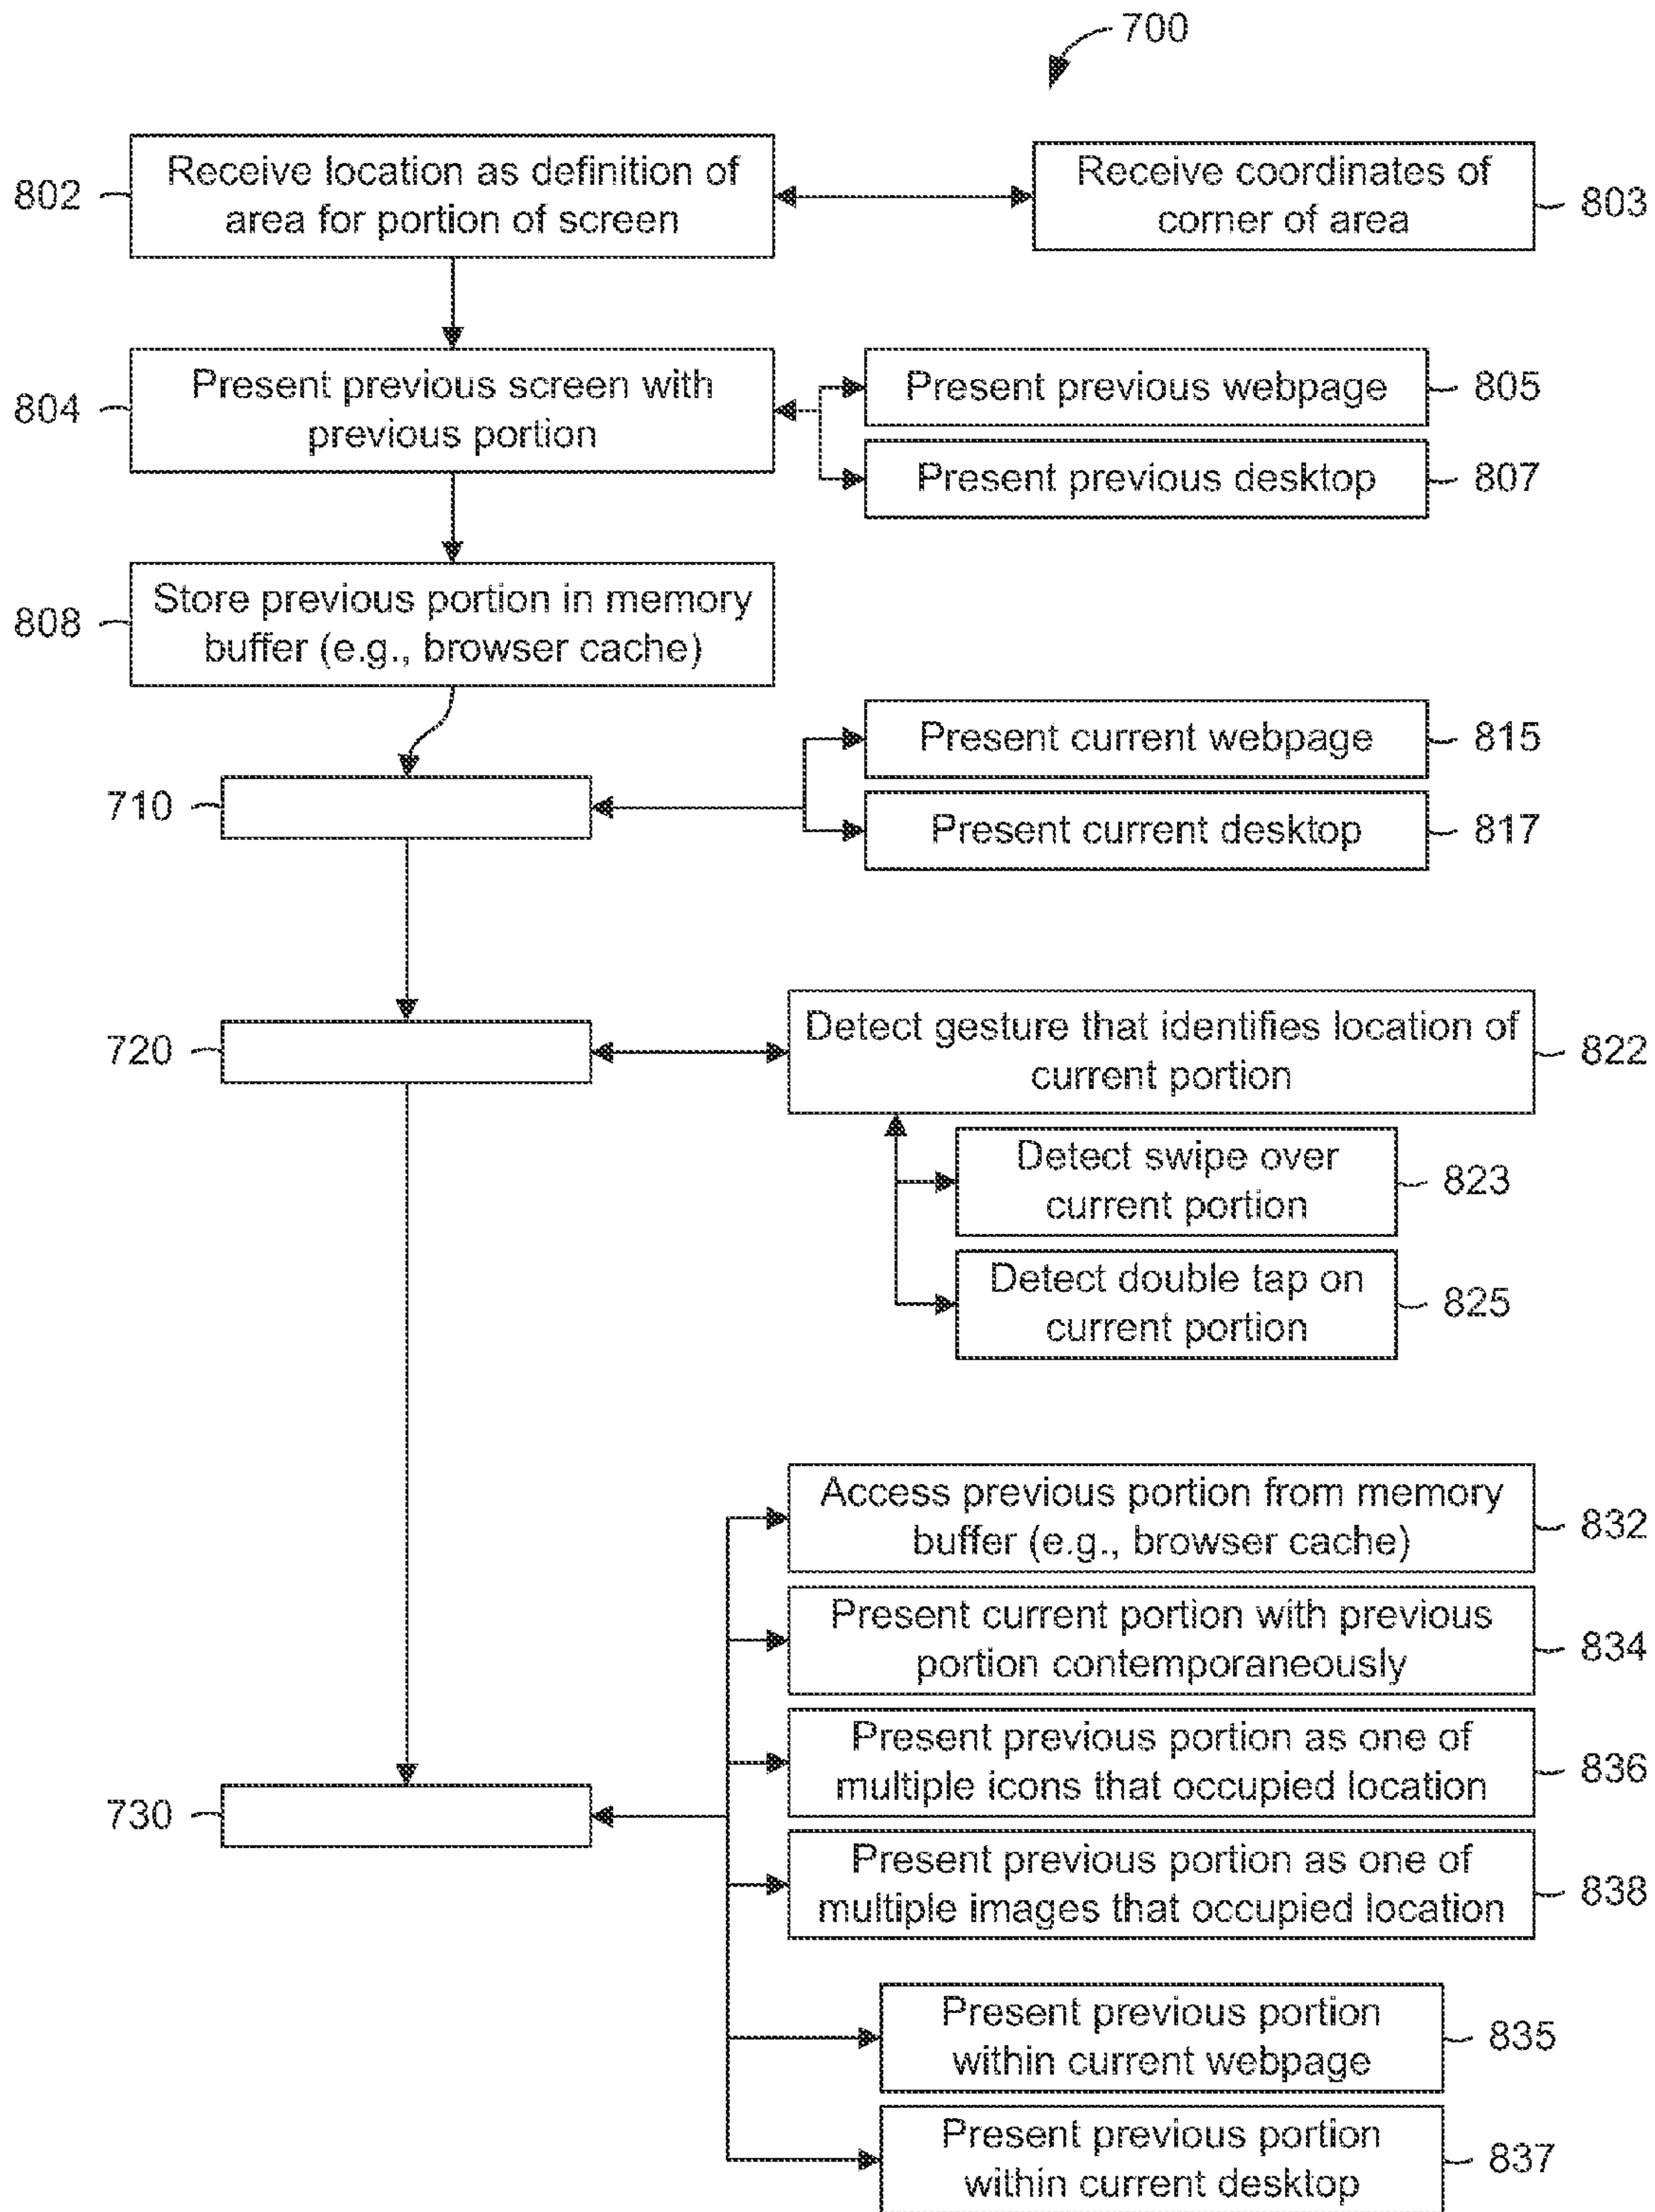 700
802
Receive location as definition of
area for portion of screen
Receive coordinates of
corner of area
803
804
Present previous screen with
previous portion
Present previous webpage
805
Present previous desktop
807
808
Store previous portion in memory
buffer (e.g., browser cache)
Present current webpage
815
710
Present current desktop
817
720
Detect gesture that identifies location of
current portion
822
Detect swipe over
current portion
823
Detect double tap on
current portion
825
Access previous portion from memory
buffer (e.g., browser cache)
832
Present current portion with previous
portion contemporaneously
834
Present previous portion as one of
multiple icons that occupied location
836
730
Present previous portion as one of
multiple images that occupied location
838
Present previous portion
within current webpage
835
Present previous portion
within current desktop
837